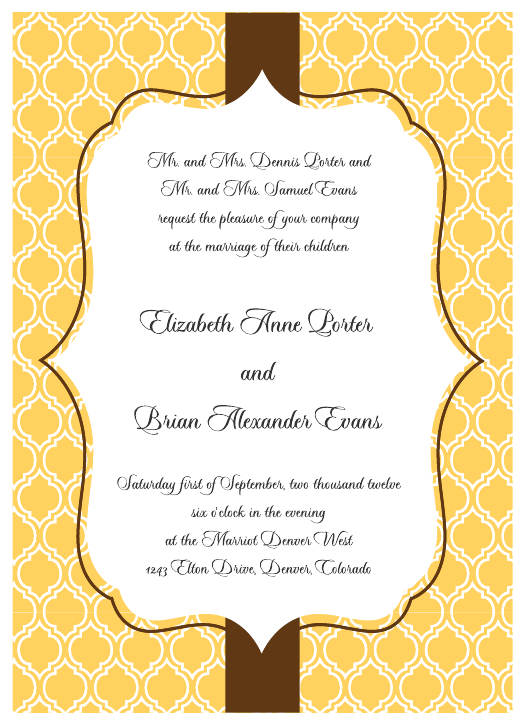 Mr. and Mrs. Dennis Porter and
Mr. and Mrs. Samuel Evans
request the pleasure of your company
at the marriage of their children
Elizabeth Anne Porter
and
Brian Alexander Evans
Saturday first of September, two thousand twelve
six o'clock in the evening
at the Marriot Denver West
1243 Elton Drive, Denver, Colorado